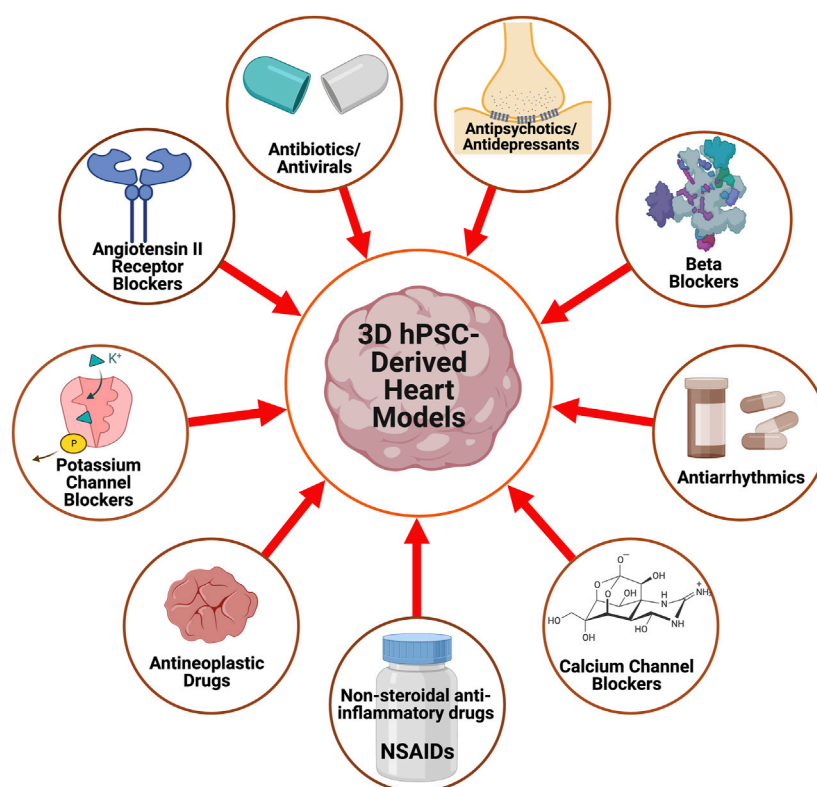 Antibiotics/
Antivirals
Antipsychotics/
Antidepressants
Angiotensin II
Receptor
Blockers
Beta
Blockers
3D hPSC-
Derived
Heart
Models
K⁺
P
Potassium
Channel
Blockers
Antiarrhythmics
Antineoplastic
Drugs
Non-steroidal anti-
inflammatory drugs
NSAIDs
O⁻
OH
O
O
OH
H
N
+
NH₂
HO
OH
HO
NH
Calcium Channel
Blockers